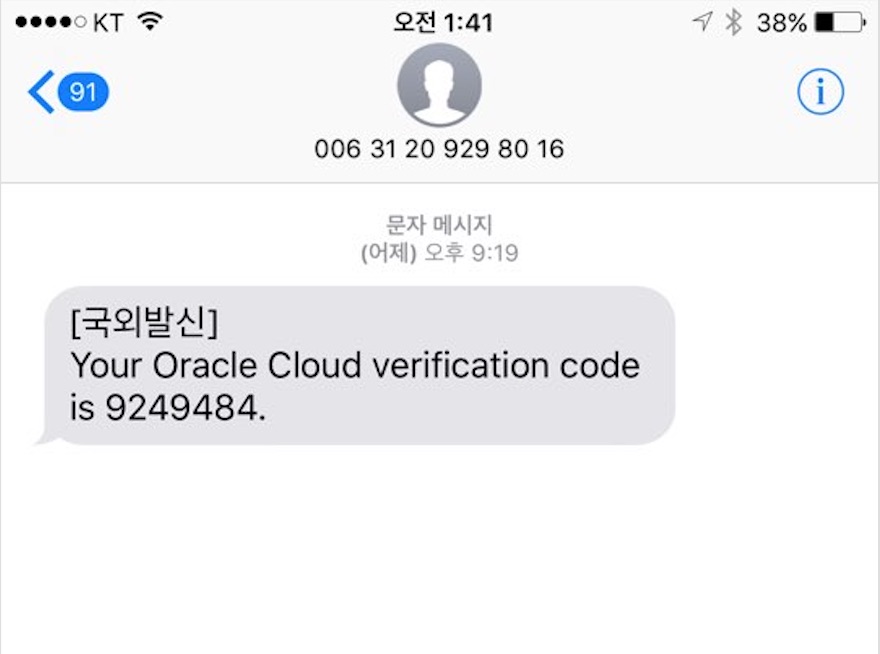 KT 오전 1:41 38%
91
006 31 20 929 80 16
문자 메시지
(어제) 오후 9:19
[국외발신]
Your Oracle Cloud verification code
is 9249484.